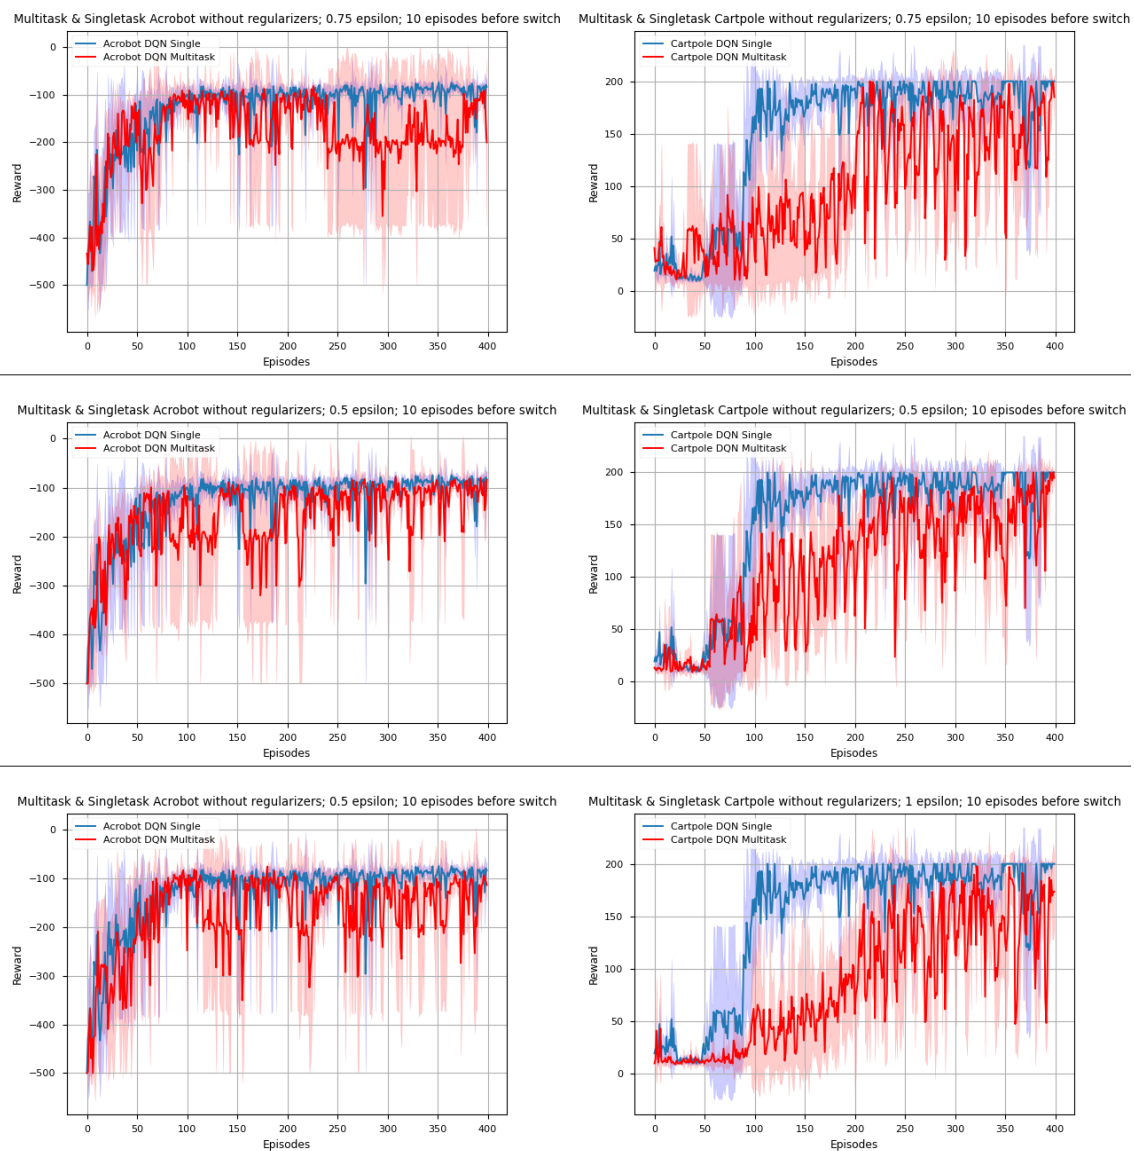 Multitask & Singletask Acrobot without regularizers; 0.75 epsilon; 10 episodes before switch
Acrobot DQN Single
Acrobot DQN Multitask
0
−100
−200
−300
−400
−500
Reward
0 50 100 150 200 250 300 350 400
Episodes
Multitask & Singletask Cartpole without regularizers; 0.75 epsilon; 10 episodes before switch
Cartpole DQN Single
Cartpole DQN Multitask
200
150
100
50
0
Reward
0 50 100 150 200 250 300 350 400
Episodes
Multitask & Singletask Acrobot without regularizers; 0.5 epsilon; 10 episodes before switch
Acrobot DQN Single
Acrobot DQN Multitask
0
−100
−200
−300
−400
−500
Reward
0 50 100 150 200 250 300 350 400
Episodes
Multitask & Singletask Cartpole without regularizers; 0.5 epsilon; 10 episodes before switch
Cartpole DQN Single
Cartpole DQN Multitask
200
150
100
50
0
Reward
0 50 100 150 200 250 300 350 400
Episodes
Multitask & Singletask Acrobot without regularizers; 0.5 epsilon; 10 episodes before switch
Acrobot DQN Single
Acrobot DQN Multitask
0
−100
−200
−300
−400
−500
Reward
0 50 100 150 200 250 300 350 400
Episodes
Multitask & Singletask Cartpole without regularizers; 1 epsilon; 10 episodes before switch
Cartpole DQN Single
Cartpole DQN Multitask
200
150
100
50
0
Reward
0 50 100 150 200 250 300 350 400
Episodes